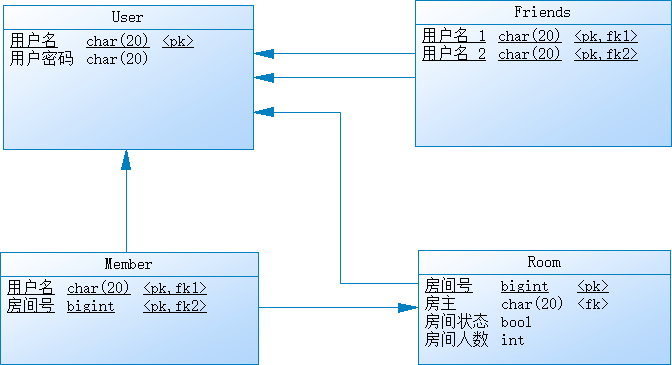 User
用户名 char(20) <pk>
用户密码 char(20)
Friends
用户名_1 char(20) <pk,fk1>
用户名_2 char(20) <pk,fk2>
Member
用户名 char(20) <pk,fk1>
房间号 bigint <pk,fk2>
Room
房间号 bigint <pk>
房主 char(20) <fk>
房间状态 bool
房间人数 int